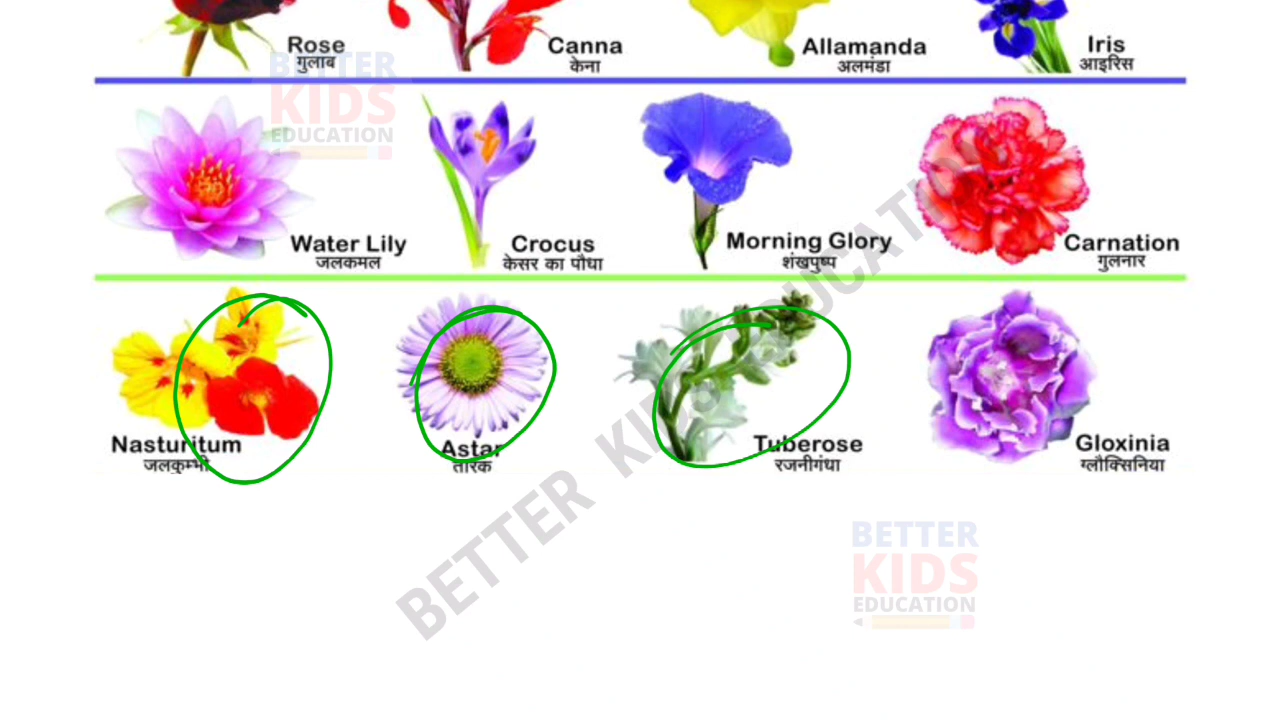 Rose
गुलाब
Canna
केना
Allamanda
अलमंडा
Iris
आइरिस
BETTER
KIDS
EDUCATION
Water Lily
जलकमल
Crocus
केसर का पौधा
Morning Glory
शंखपुष्प
Carnation
गुलनार
Nasturitum
जलकुम्भी
Astar
तारक
Tuberose
रजनीगंधा
Gloxinia
ग्लौक्सिनिया
BETTER KIDS EDUCATION
BETTER
KIDS
EDUCATION